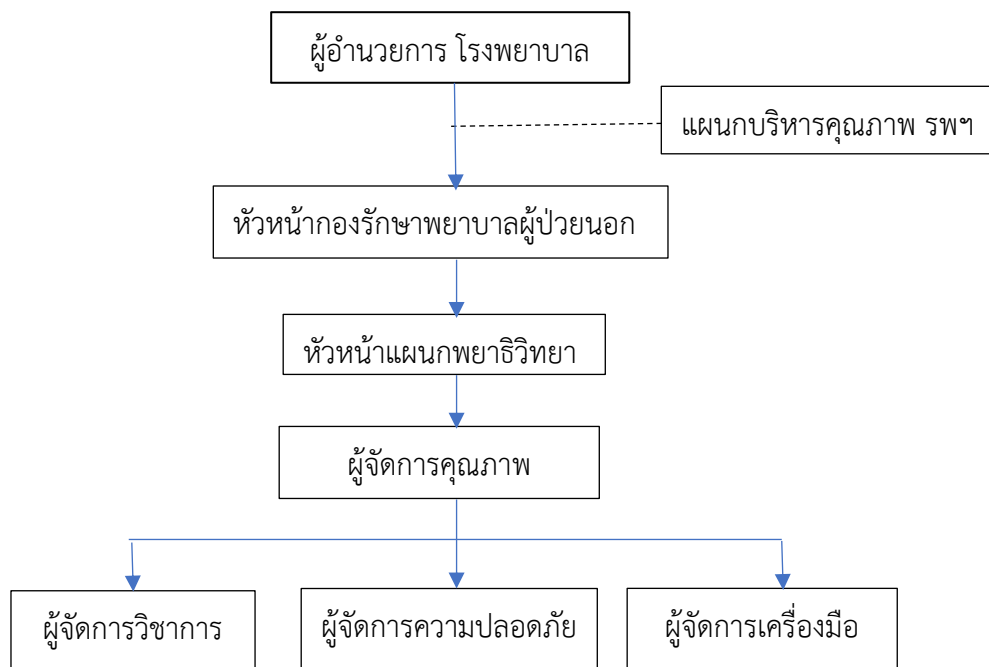 ผู้อำนวยการ โรงพยาบาล
แผนกบริหารคุณภาพ รพฯ
หัวหน้ากองรักษาพยาบาลผู้ป่วยนอก
หัวหน้าแผนกพยาธิวิทยา
ผู้จัดการคุณภาพ
ผู้จัดการวิชาการ
ผู้จัดการความปลอดภัย
ผู้จัดการเครื่องมือ